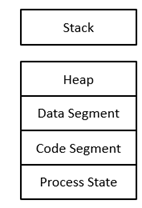 Stack
Heap
Data Segment
Code Segment
Process State